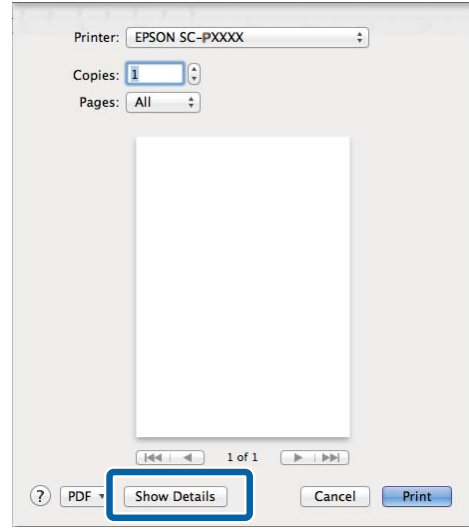 Printer: EPSON SC-PXXXX
Copies: 1
Pages: All
1 of 1
? PDF Show Details Cancel Print